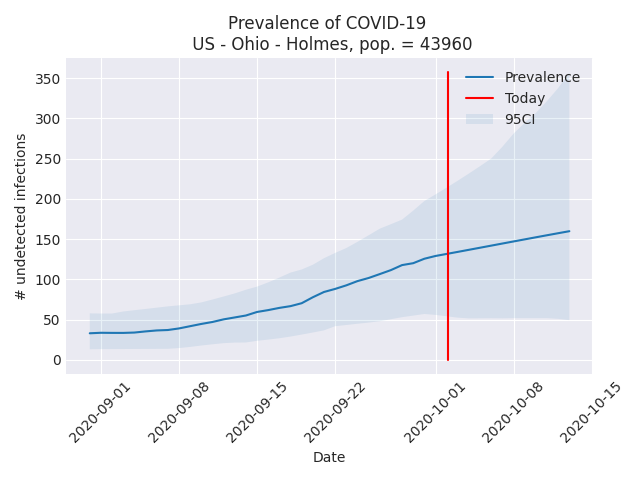 Prevalence of COVID-19
US - Ohio - Holmes, pop. = 43960
Prevalence
Today
95CI
350
300
250
200
150
100
50
0
# undetected infections
2020-09-01
2020-09-08
2020-09-15
2020-09-22
2020-10-01
2020-10-08
2020-10-15
Date